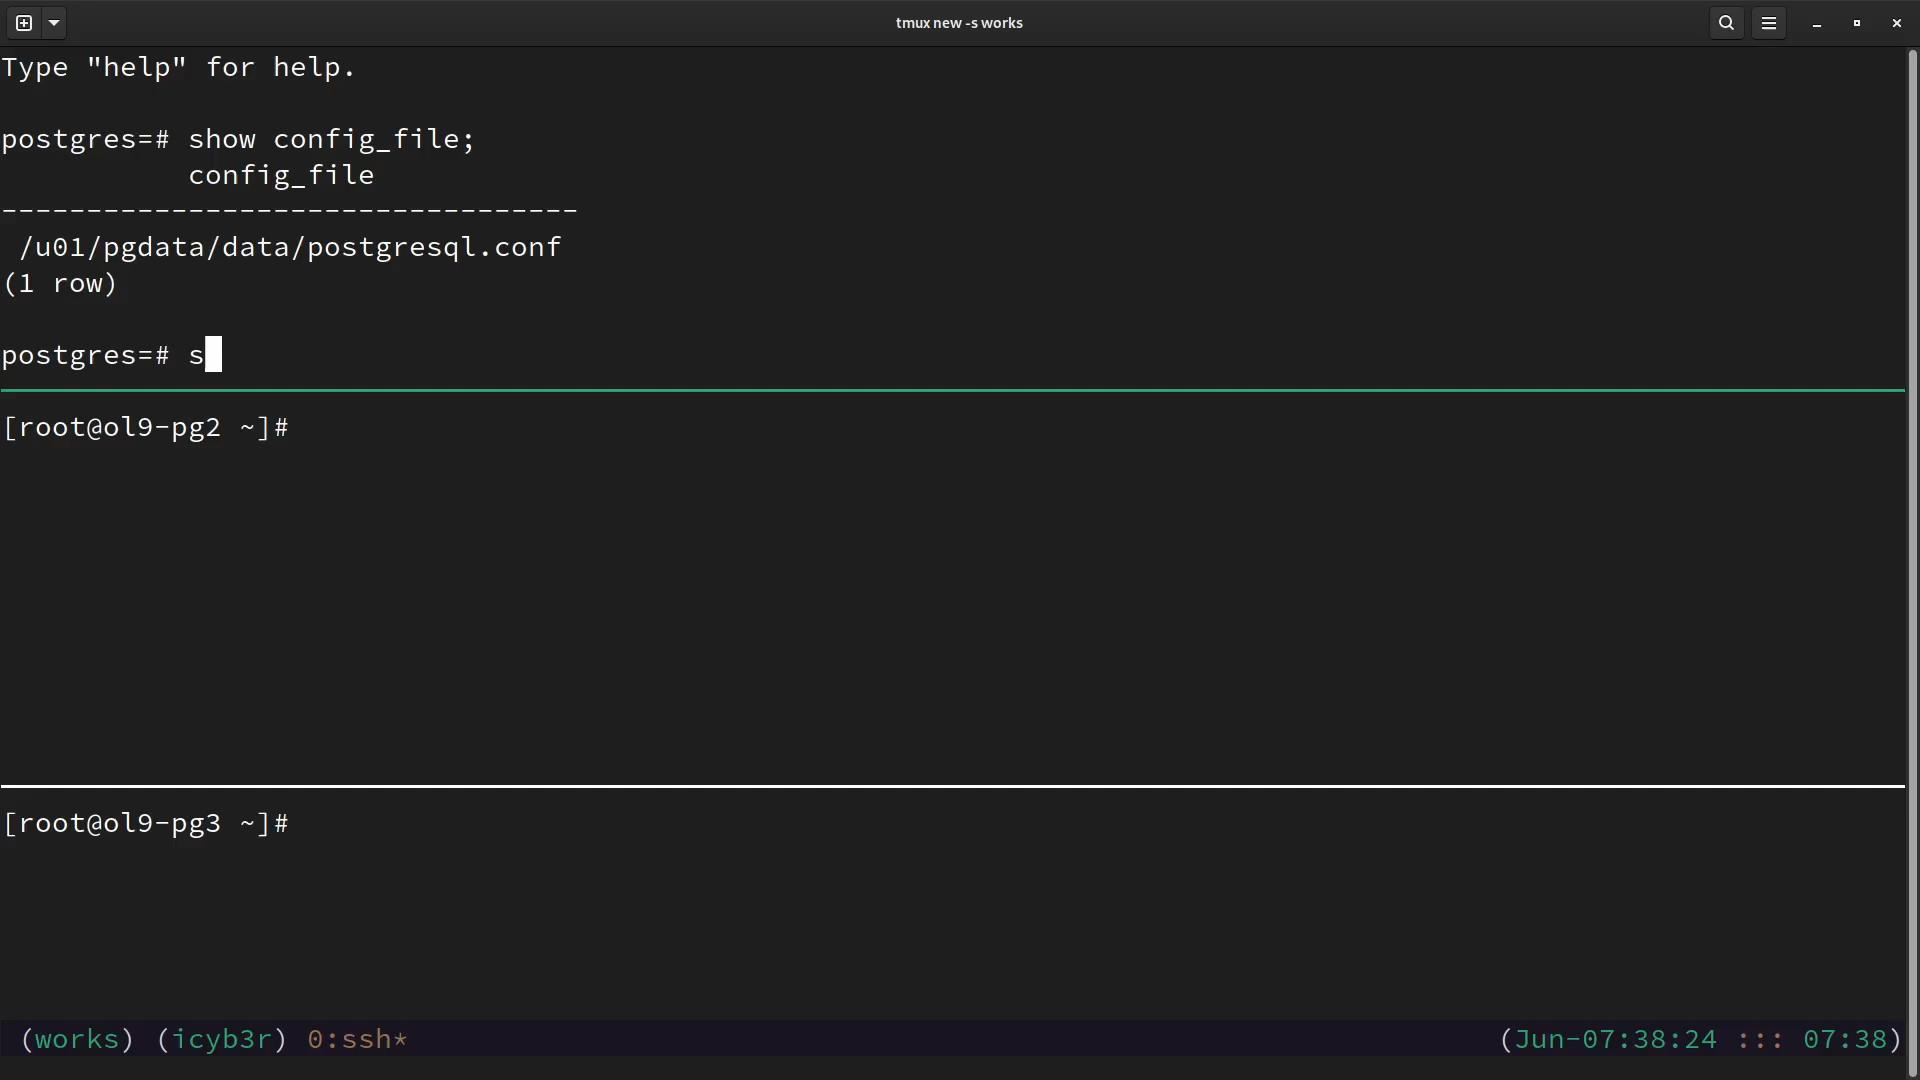 tmux new -s works
Type "help" for help.
postgres=# show config_file;
config_file
----------------------------------
/u01/pgdata/data/postgresql.conf
(1 row)
postgres=# s
[root@ol9-pg2 ~]#
[root@ol9-pg3 ~]#
(works) (icyb3r) 0:ssh*
(Jun-07:38:24 ::: 07:38)